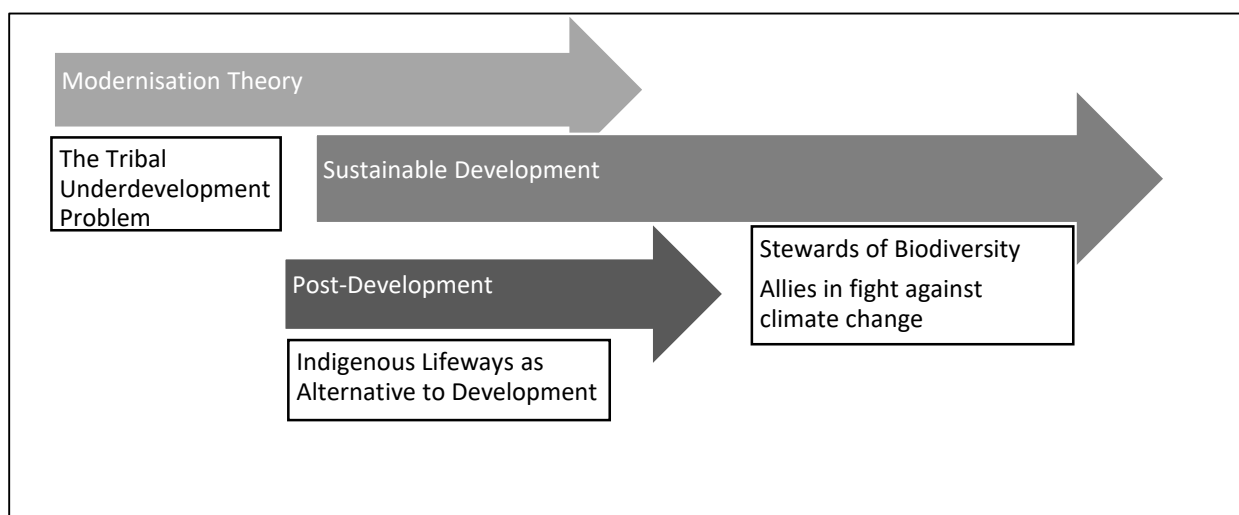 Modernisation Theory
The Tribal
Underdevelopment
Problem
Sustainable Development
Post-Development
Stewards of Biodiversity
Allies in fight against
climate change
Indigenous Lifeways as
Alternative to Development